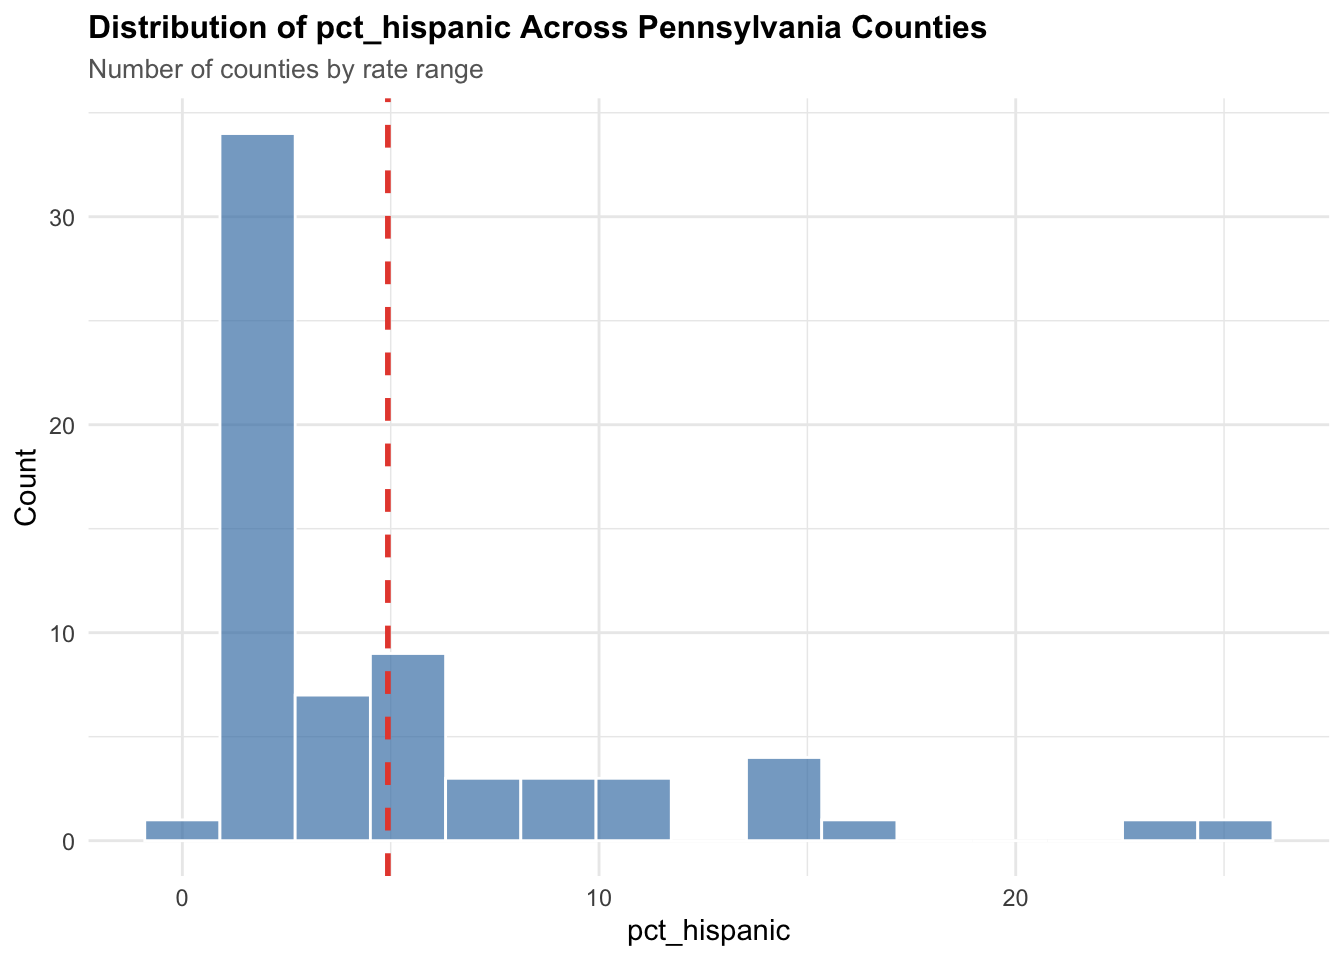 Distribution of pct_hispanic Across Pennsylvania Counties
Number of counties by rate range
Count
30
20
10
0
0 10 20
pct_hispanic